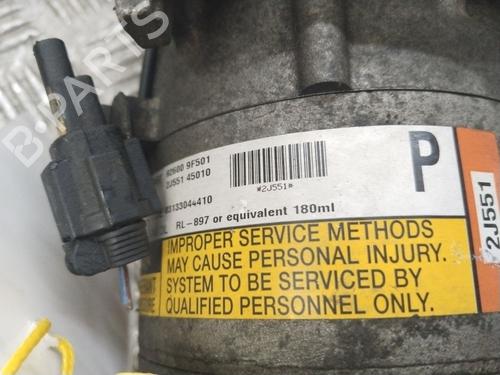 B-PARTS
92600 9F501
2J551 45010
83133044410
*2J551*
P
2J551
RL-897 or equivalent 180ml
IMPROPER SERVICE METHODS
MAY CAUSE PERSONAL INJURY.
SYSTEM TO BE SERVICED BY
QUALIFIED PERSONNEL ONLY.